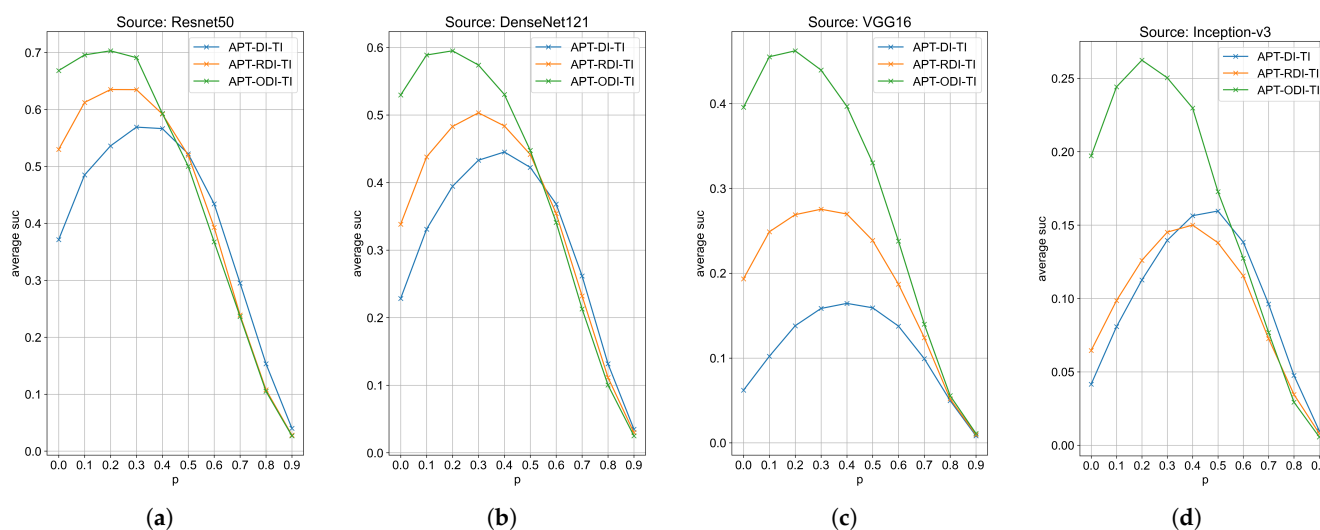 Source: Resnet50
APT-DI-TI
APT-RDI-TI
APT-ODI-TI
average suc
0.7
0.6
0.5
0.4
0.3
0.2
0.1
0.0
0.0 0.1 0.2 0.3 0.4 0.5 0.6 0.7 0.8 0.9
p
(a)
Source: DenseNet121
APT-DI-TI
APT-RDI-TI
APT-ODI-TI
average suc
0.6
0.5
0.4
0.3
0.2
0.1
0.0
0.0 0.1 0.2 0.3 0.4 0.5 0.6 0.7 0.8 0.9
p
(b)
Source: VGG16
APT-DI-TI
APT-RDI-TI
APT-ODI-TI
average suc
0.4
0.3
0.2
0.1
0.0
0.0 0.1 0.2 0.3 0.4 0.5 0.6 0.7 0.8 0.9
p
(c)
Source: Inception-v3
APT-DI-TI
APT-RDI-TI
APT-ODI-TI
average suc
0.25
0.20
0.15
0.10
0.05
0.00
0.0 0.1 0.2 0.3 0.4 0.5 0.6 0.7 0.8
p
(d)